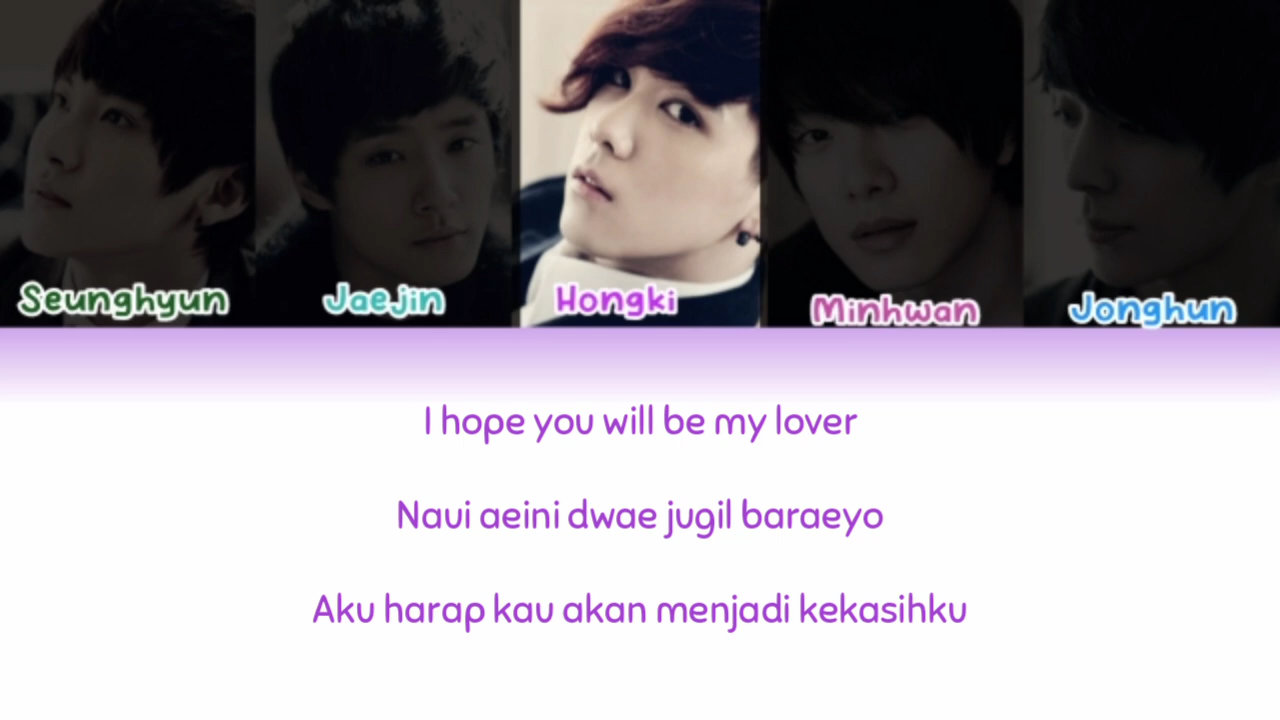 Seunghyun Jaejin Hongki Minhwan Jonghun
I hope you will be my lover
Naui aeini dwae jugil baraeyo
Aku harap kau akan menjadi kekasihku